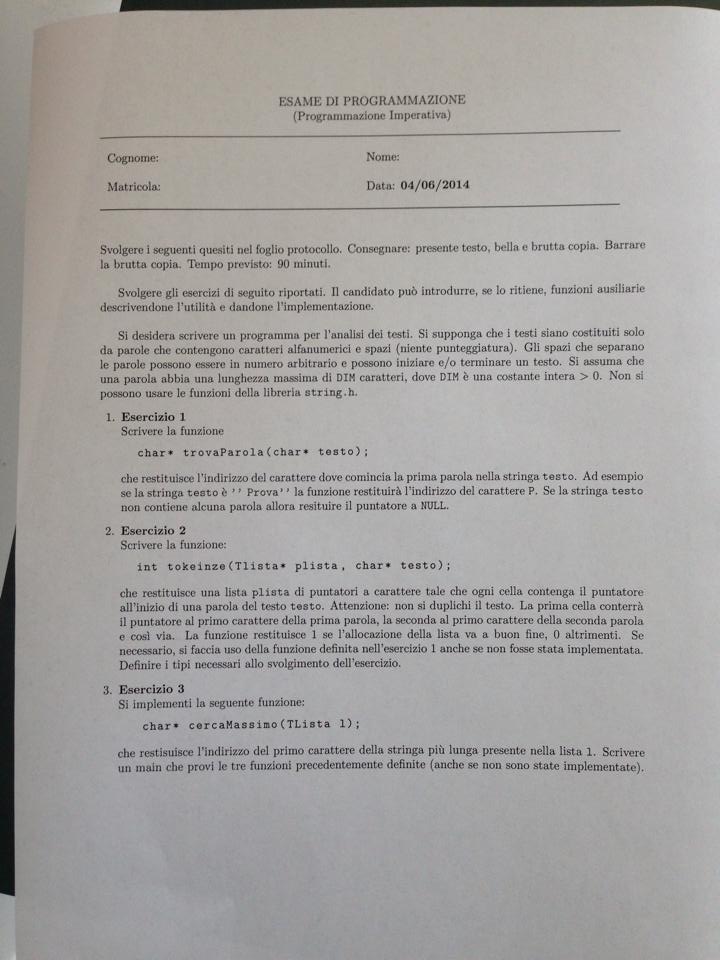 ESAME DI PROGRAMMAZIONE
(Programmazione Imperativa)
Cognome: Nome:
Matricola: Data: 04/06/2014
Svolgere i seguenti quesiti nel foglio protocollo. Consegnare: presente testo, bella e brutta copia. Barrare
la brutta copia. Tempo previsto: 90 minuti.
Svolgere gli esercizi di seguito riportati. Il candidato può introdurre, se lo ritiene, funzioni ausiliarie
descrivendone l'utilità e dandone l'implementazione.
Si desidera scrivere un programma per l'analisi dei testi. Si supponga che i testi siano costituiti solo
da parole che contengono caratteri alfanumerici e spazi (niente punteggiatura). Gli spazi che separano
le parole possono essere in numero arbitrario e possono iniziare e/o terminare un testo. Si assuma che
una parola abbia una lunghezza massima di DIM caratteri, dove DIM è una costante intera > 0. Non si
possono usare le funzioni della libreria string.h.
1. Esercizio 1
Scrivere la funzione
char* trovaParola(char* testo);
che restituisce l'indirizzo del carattere dove comincia la prima parola nella stringa testo. Ad esempio
se la stringa testo è '' Prova'' la funzione restituirà l'indirizzo del carattere P. Se la stringa testo
non contiene alcuna parola allora resituire il puntatore a NULL.
2. Esercizio 2
Scrivere la funzione:
int tokeinze(Tlista* plista, char* testo);
che restituisce una lista plista di puntatori a carattere tale che ogni cella contenga il puntatore
all'inizio di una parola del testo testo. Attenzione: non si duplichi il testo. La prima cella conterrà
il puntatore al primo carattere della prima parola, la seconda al primo carattere della seconda parola
e così via. La funzione restituisce 1 se l'allocazione della lista va a buon fine, 0 altrimenti. Se
necessario, si faccia uso della funzione definita nell'esercizio 1 anche se non fosse stata implementata.
Definire i tipi necessari allo svolgimento dell'esercizio.
3. Esercizio 3
Si implementi la seguente funzione:
char* cercaMassimo(TLista l);
che restisuisce l'indirizzo del primo carattere della stringa più lunga presente nella lista l. Scrivere
un main che provi le tre funzioni precedentemente definite (anche se non sono state implementate).